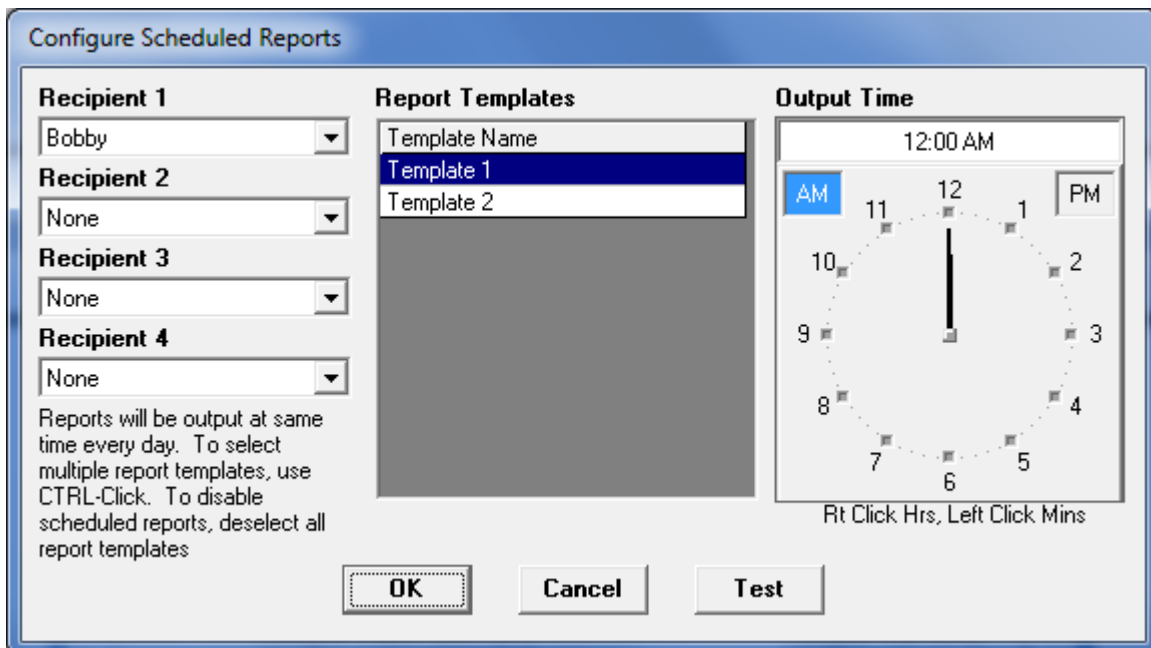 Configure Scheduled Reports
Recipient 1
Bobby
Recipient 2
None
Recipient 3
None
Recipient 4
None
Reports will be output at same
time every day. To select
multiple report templates, use
CTRL-Click. To disable
scheduled reports, deselect all
report templates
Report Templates
Template Name
Template 1
Template 2
Output Time
12:00 AM
AM
PM
12
1
2
3
4
5
6
7
8
9
10
11
Rt Click Hrs, Left Click Mins
OK
Cancel
Test